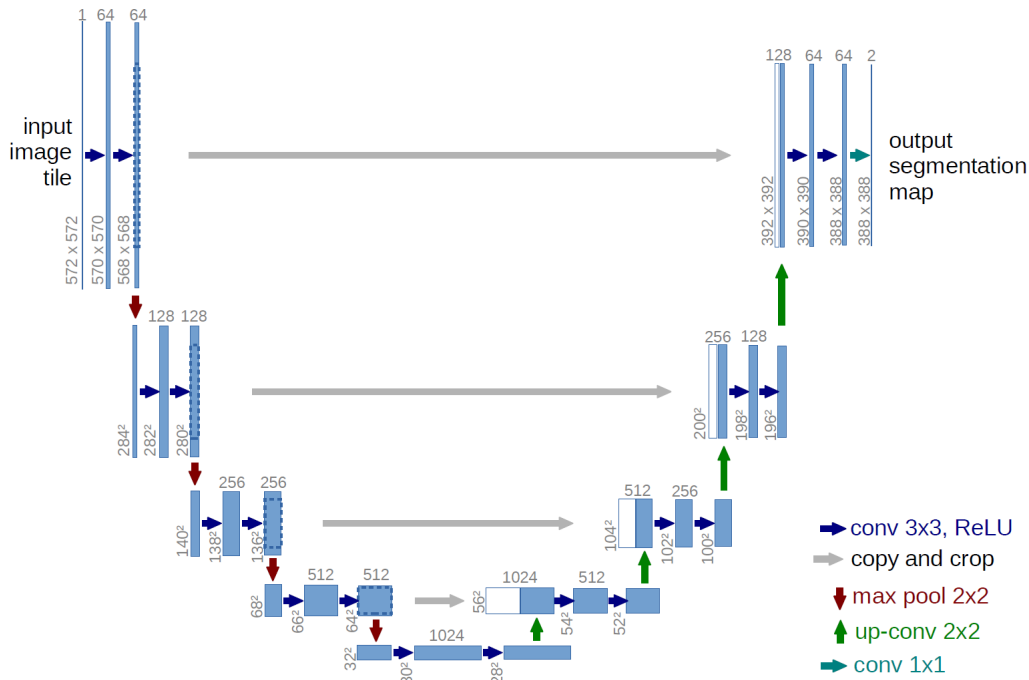 1 64 64
128 64 64 2
input
image
tile
output
segmentation
map
572 x 572
570 x 570
568 x 568
392 x 392
390 x 390
388 x 388
388 x 388
128 128
256 128
284²
282²
280²
200²
198²
196²
256 256
512 256
140²
138²
136²
104²
102²
100²
512 512
1024 512
68²
66²
64²
56²
54²
52²
1024
32²
30²
28²
conv 3x3, ReLU
copy and crop
max pool 2x2
up-conv 2x2
conv 1x1